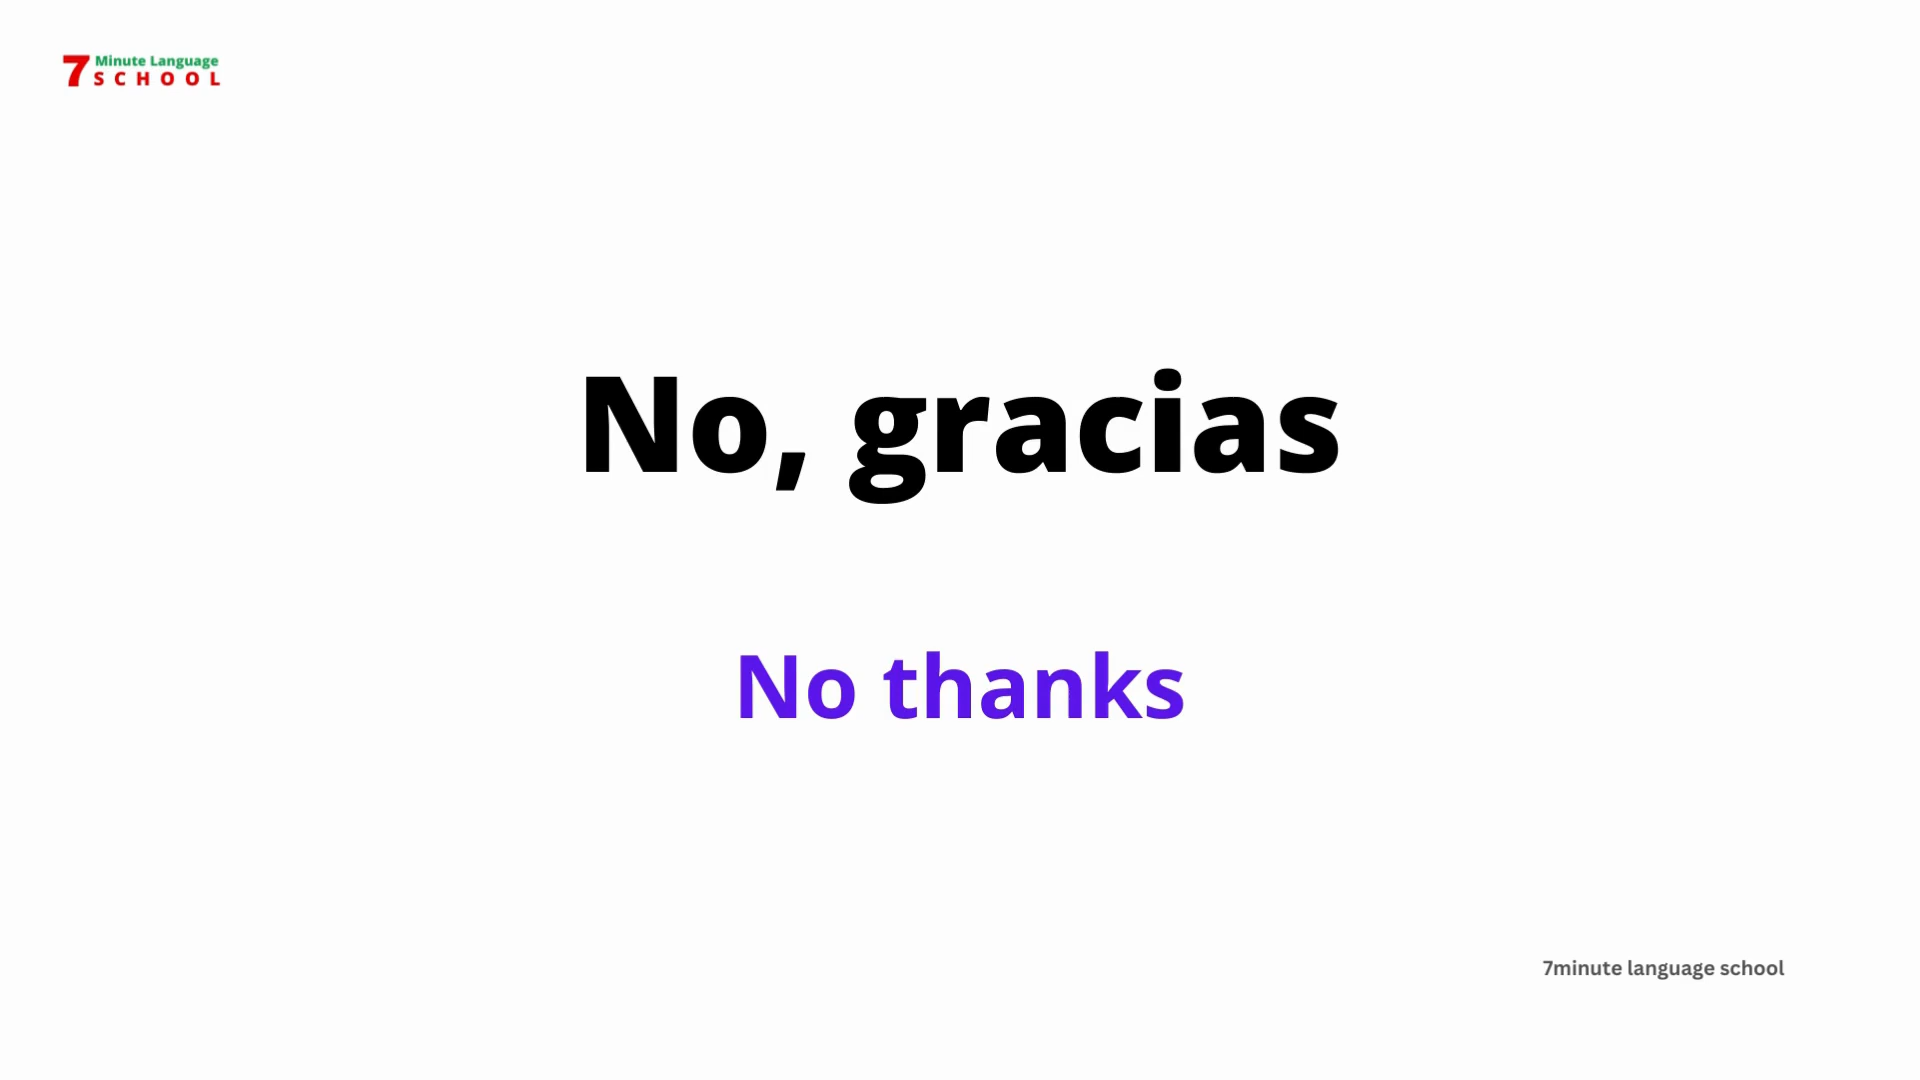 7 Minute Language
SCHOOL
No, gracias
No thanks
7minute language school